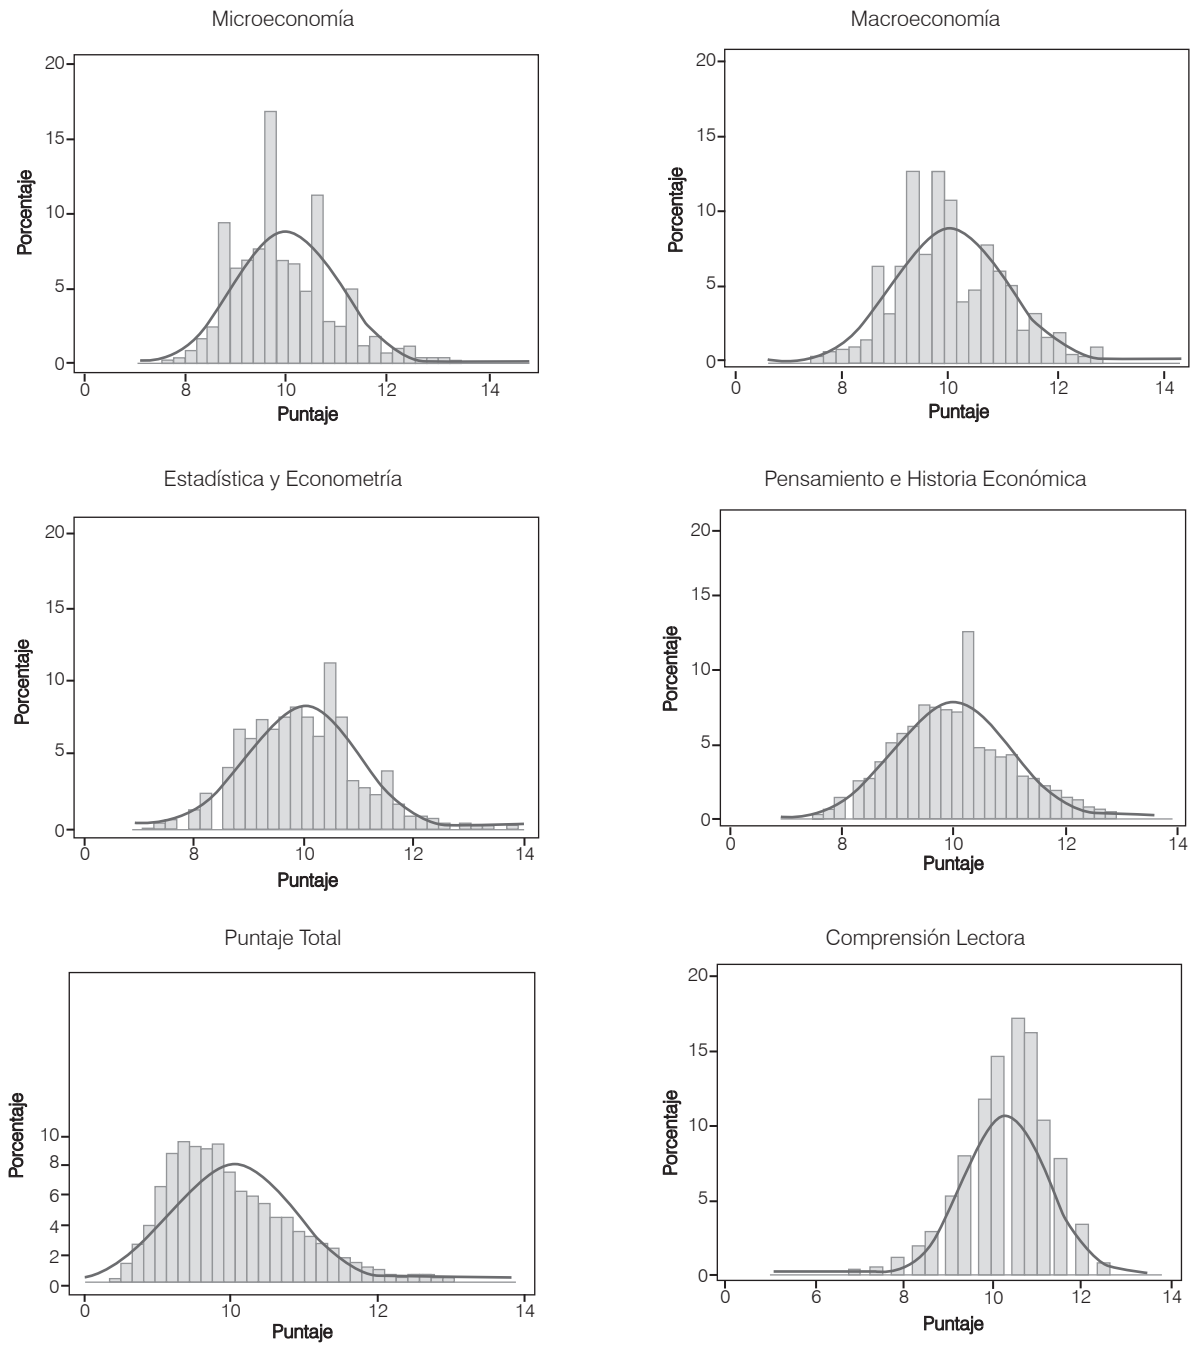 Microeconomía
20
15
10
5
0
Porcentaje
0 8 10 12 14
Puntaje
Macroeconomía
20
15
10
5
0
Porcentaje
0 8 10 12 14
Puntaje
Estadística y Econometría
20
15
10
5
0
Porcentaje
0 8 10 12 14
Puntaje
Pensamiento e Historia Económica
20
15
10
5
0
Porcentaje
0 8 10 12 14
Puntaje
Puntaje Total
10
8
6
4
2
0
Porcentaje
0 10 12 14
Puntaje
Comprensión Lectora
20
15
10
5
0
Porcentaje
0 6 8 10 12 14
Puntaje